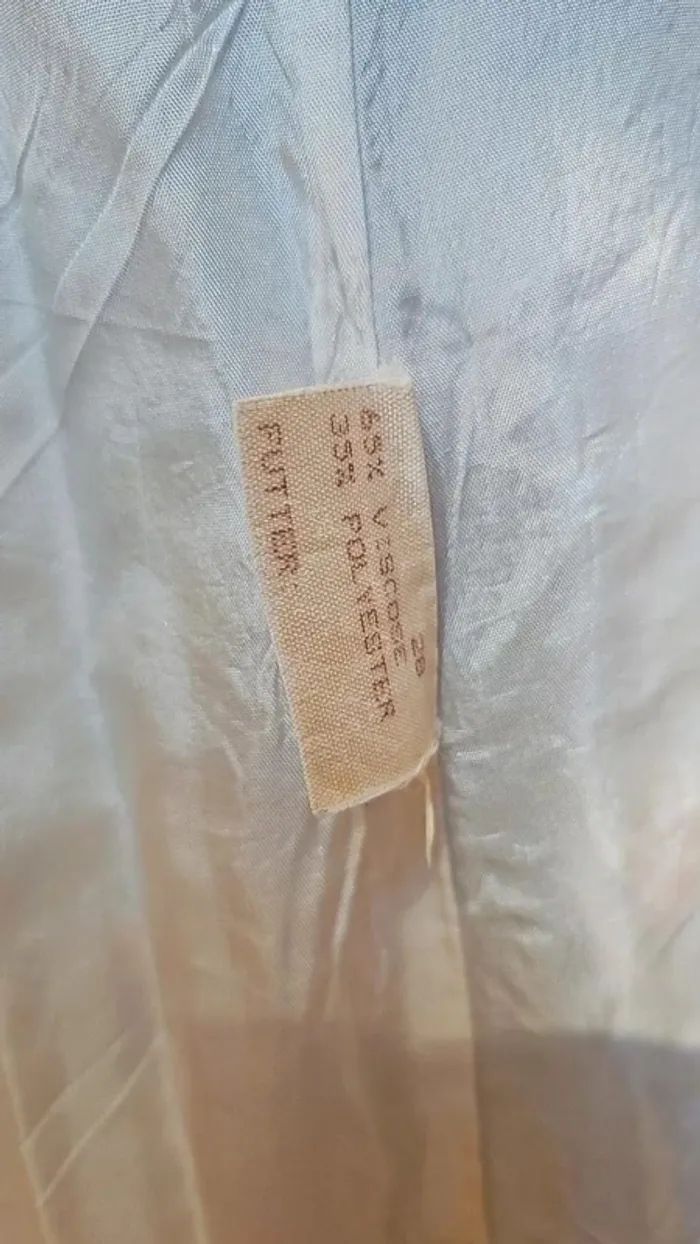 28
65% VISCOSE
35% POLYESTER
FUTTER